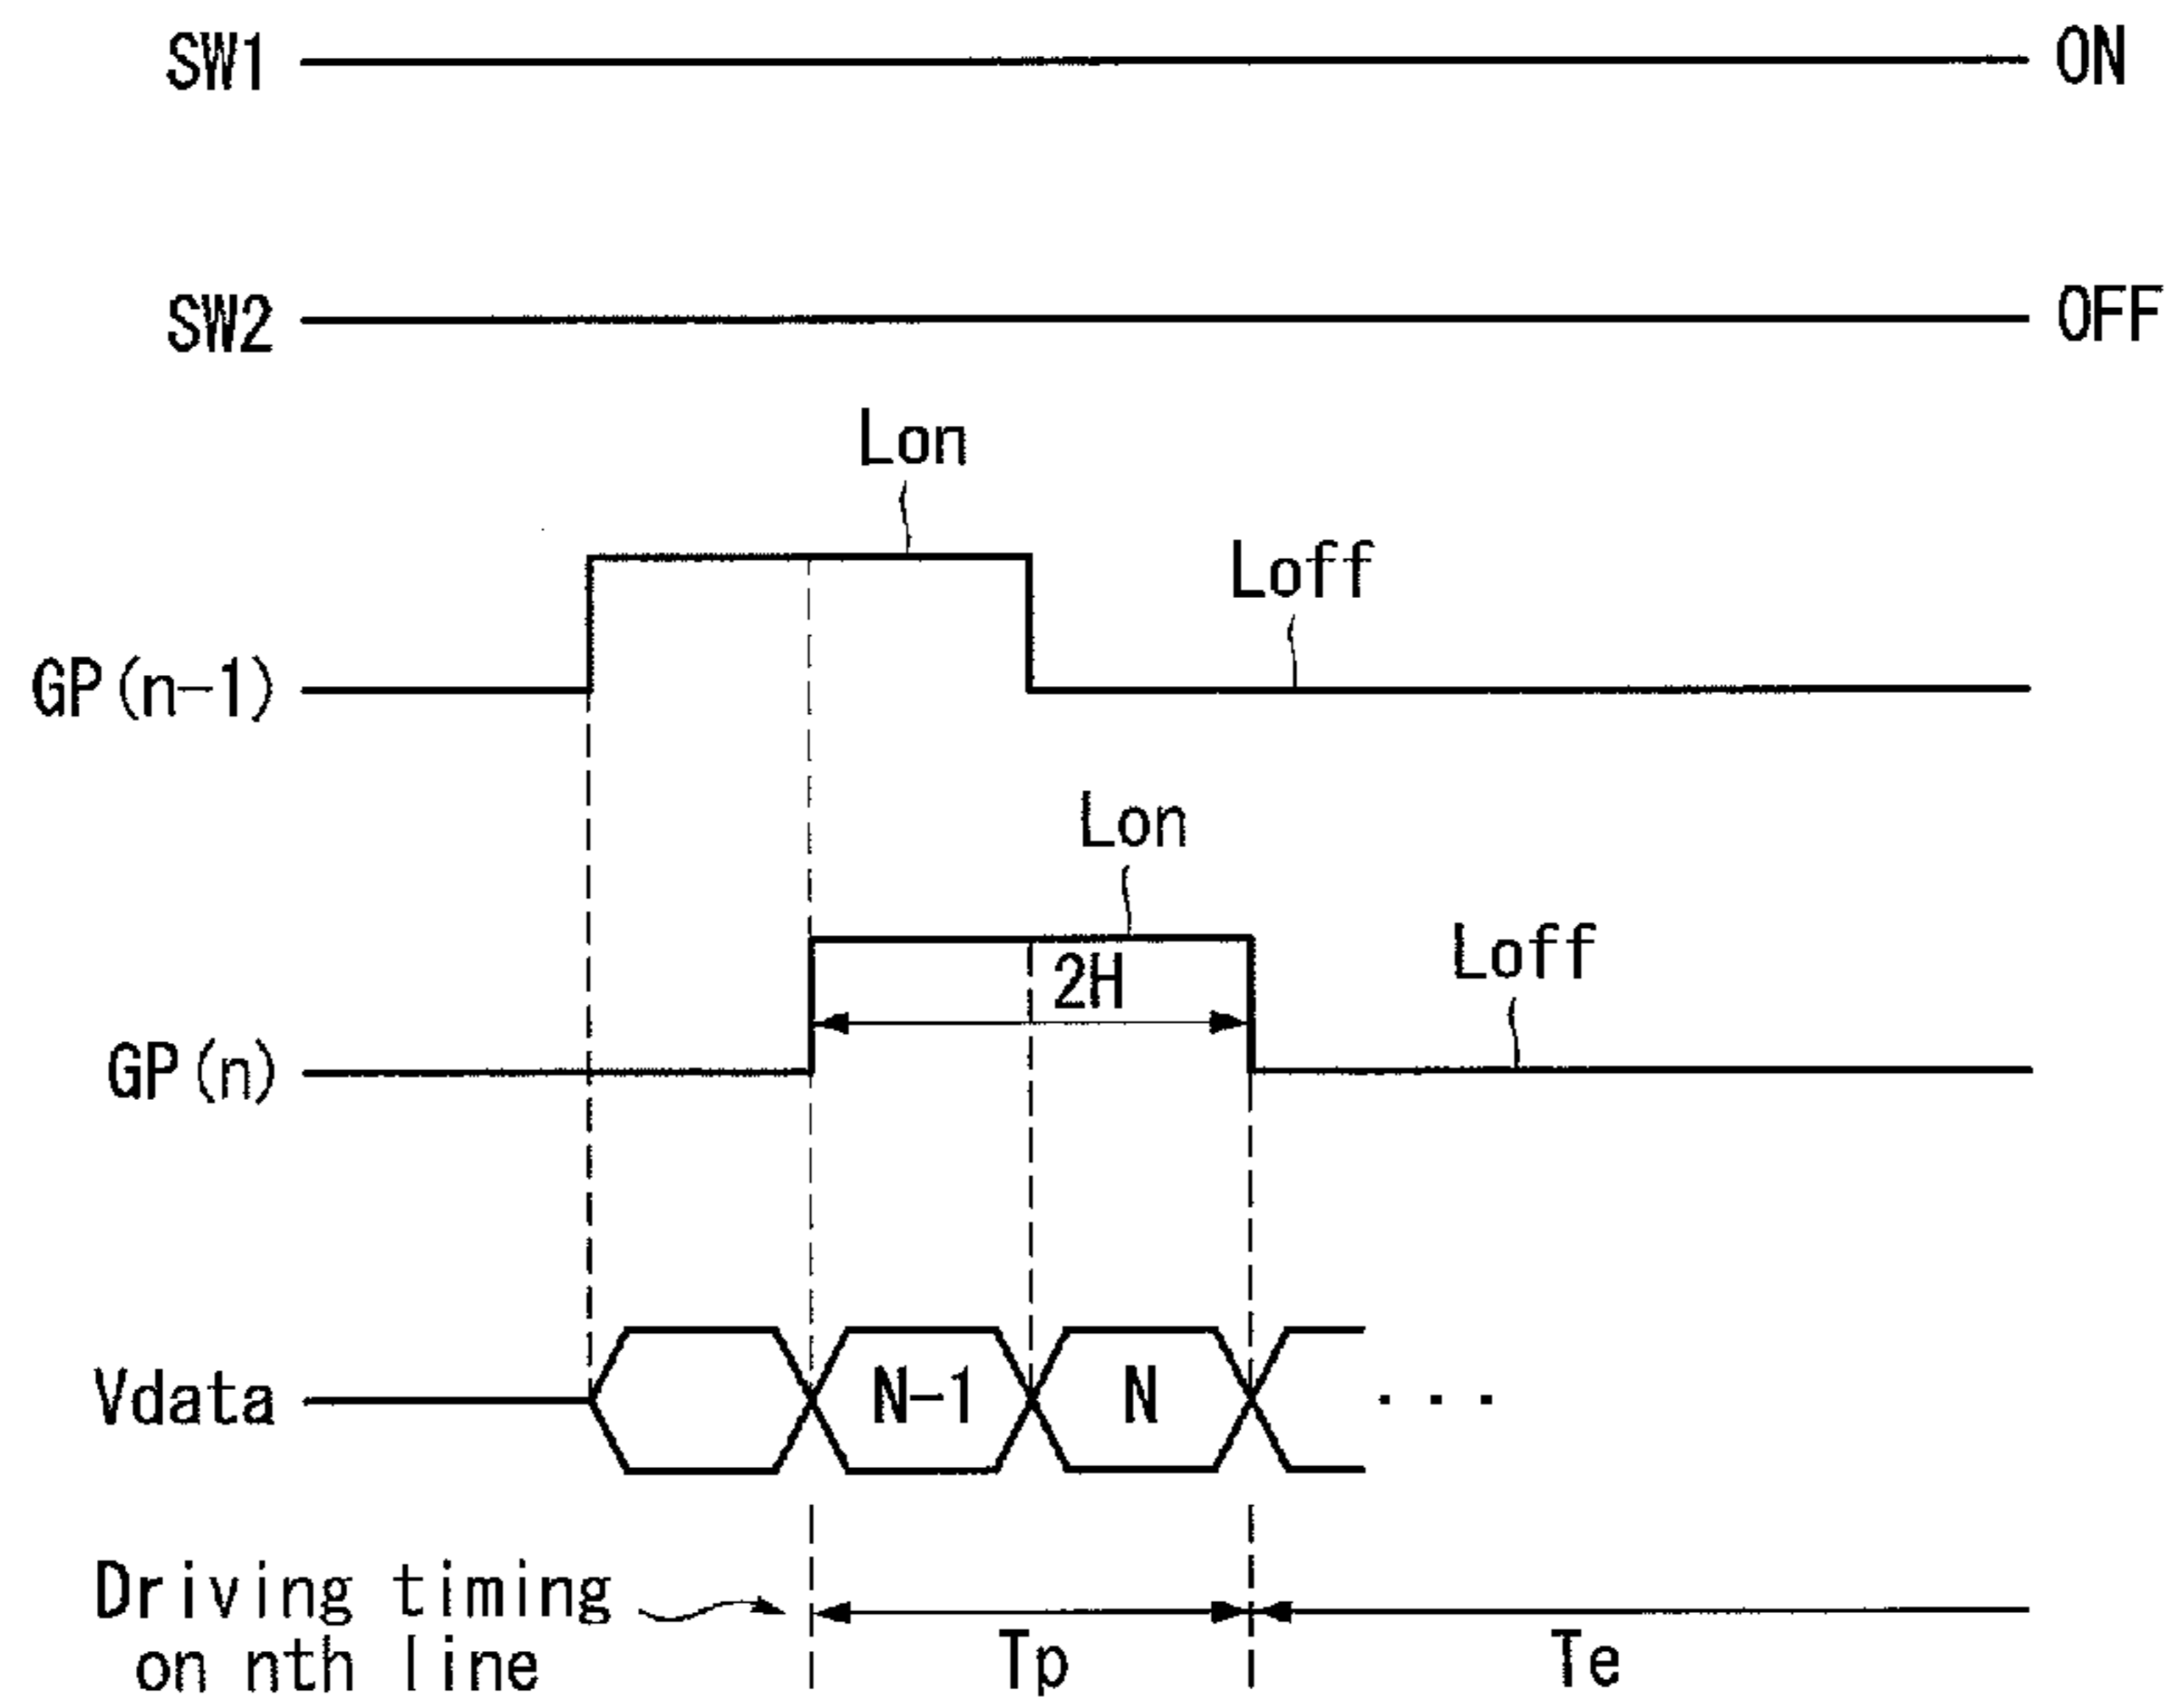 SW1 ON
SW2 OFF
Lon
Loff
GP(n-1)
Lon
Loff
2H
GP(n)
Vdata N-1 N ...
Driving timing
on nth line
Tp Te